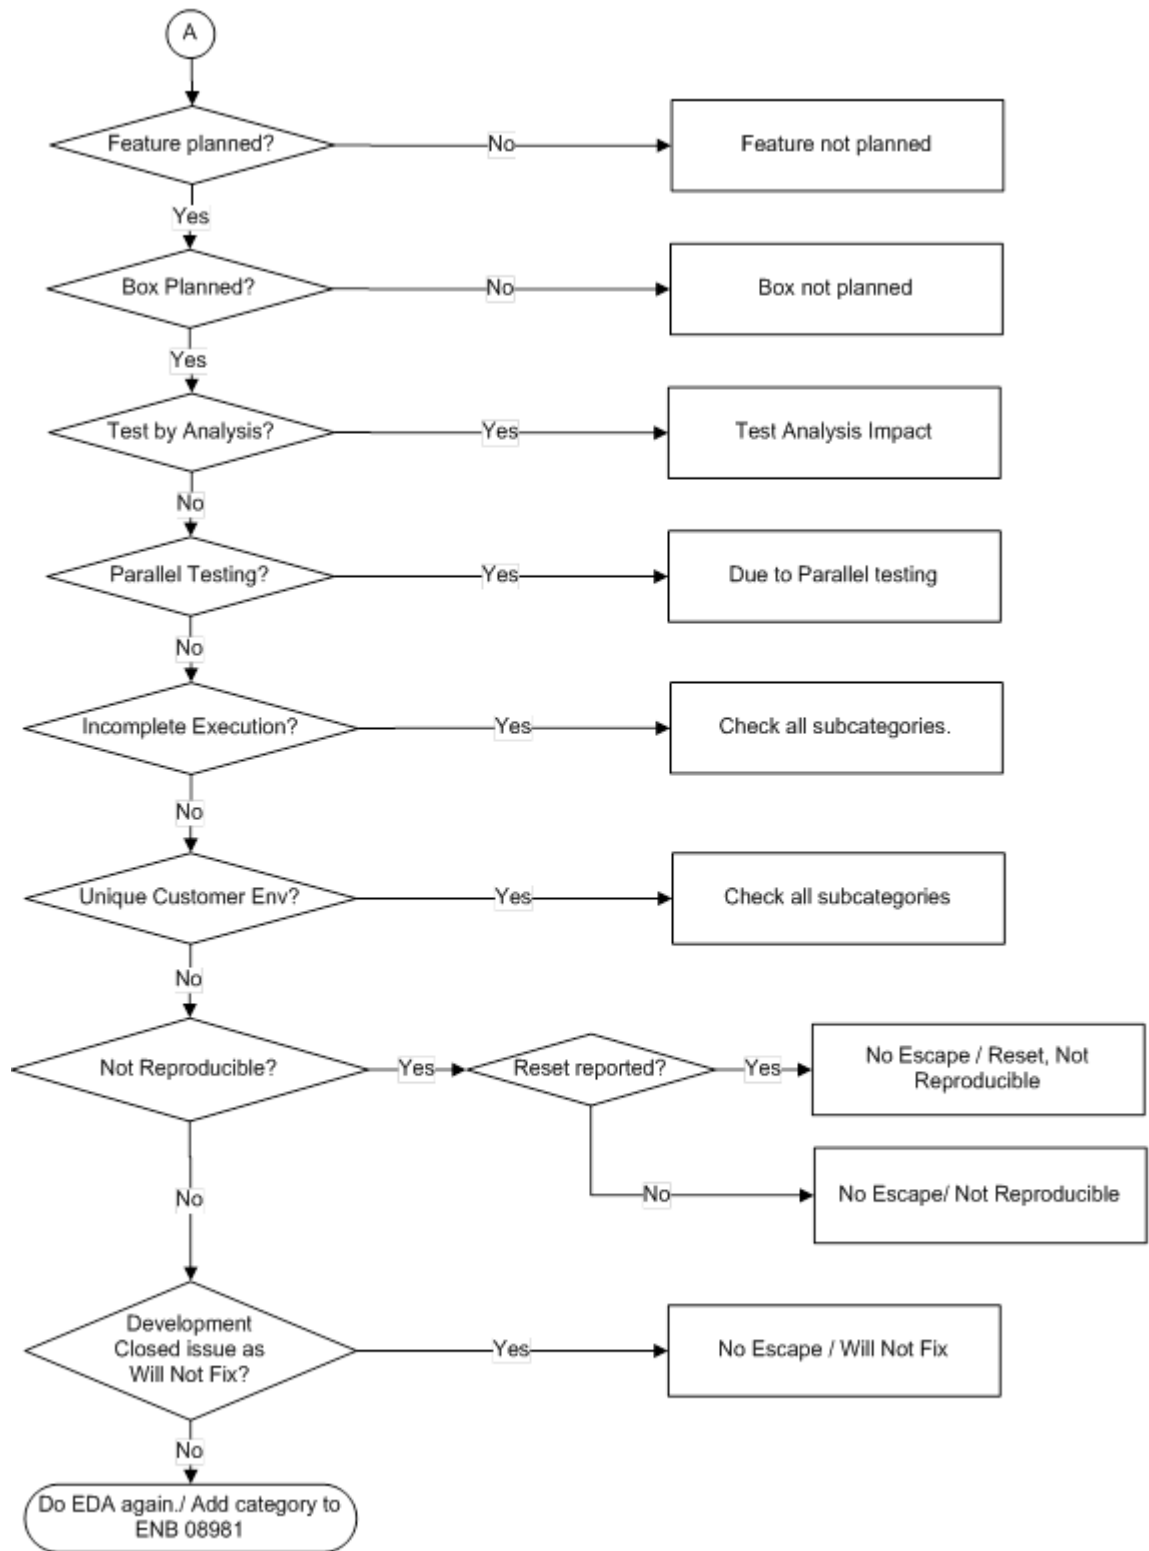 A
Feature planned?
No
Feature not planned
Yes
Box Planned?
No
Box not planned
Yes
Test by Analysis?
Yes
Test Analysis Impact
No
Parallel Testing?
Yes
Due to Parallel testing
No
Incomplete Execution?
Yes
Check all subcategories.
No
Unique Customer Env?
Yes
Check all subcategories
No
Not Reproducible?
Yes
Reset reported?
Yes
No Escape / Reset, Not
Reproducible
No
No Escape/ Not Reproducible
No
Development
Closed issue as
Will Not Fix?
Yes
No Escape / Will Not Fix
No
Do EDA again./ Add category to
ENB 08981